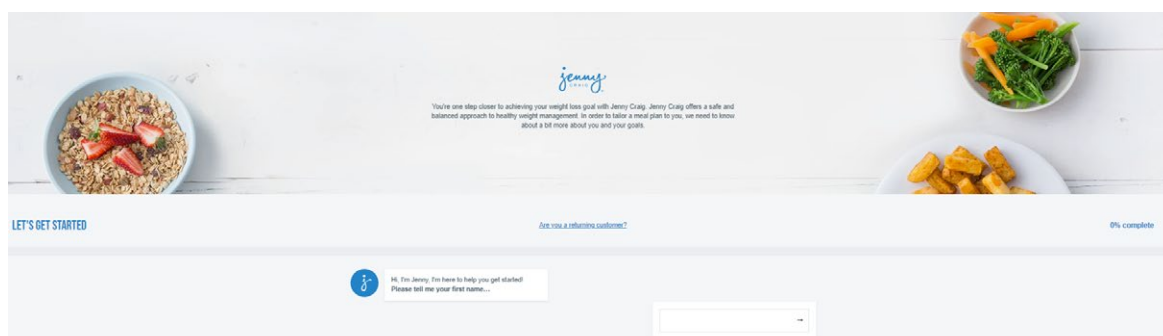 jenny
CRAIG
You're one step closer to achieving your weight loss goal with Jenny Craig. Jenny Craig offers a safe and
balanced approach to healthy weight management. In order to tailor a meal plan to you, we need to know
about a bit more about you and your goals.
LET'S GET STARTED
Are you a returning customer?
0% complete
Hi, I'm Jenny, I'm here to help you get started!
Please tell me your first name...